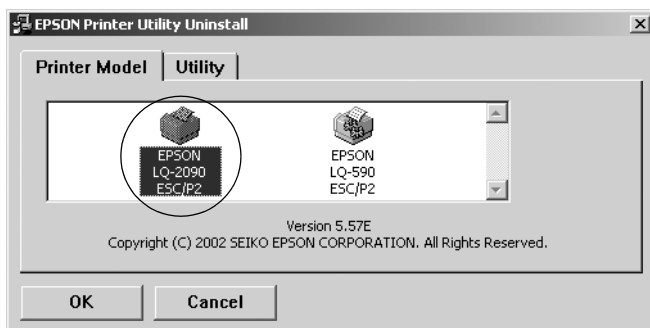 EPSON Printer Utility Uninstall
Printer Model
Utility
EPSON
LQ-2090
ESC/P2
EPSON
LQ-590
ESC/P2
Version 5.57E
Copyright (C) 2002 SEIKO EPSON CORPORATION. All Rights Reserved.
OK
Cancel